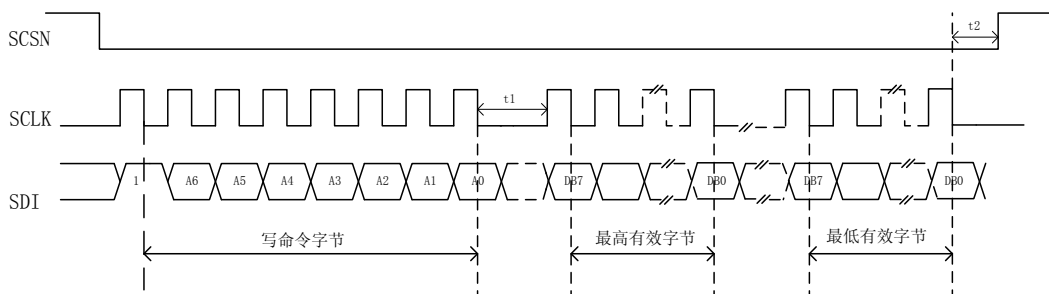 SCSN
t2
SCLK
t1
SDI
1 A6 A5 A4 A3 A2 A1 A0 DB7 DB0 DB7 DB0
写命令字节 最高有效字节 最低有效字节